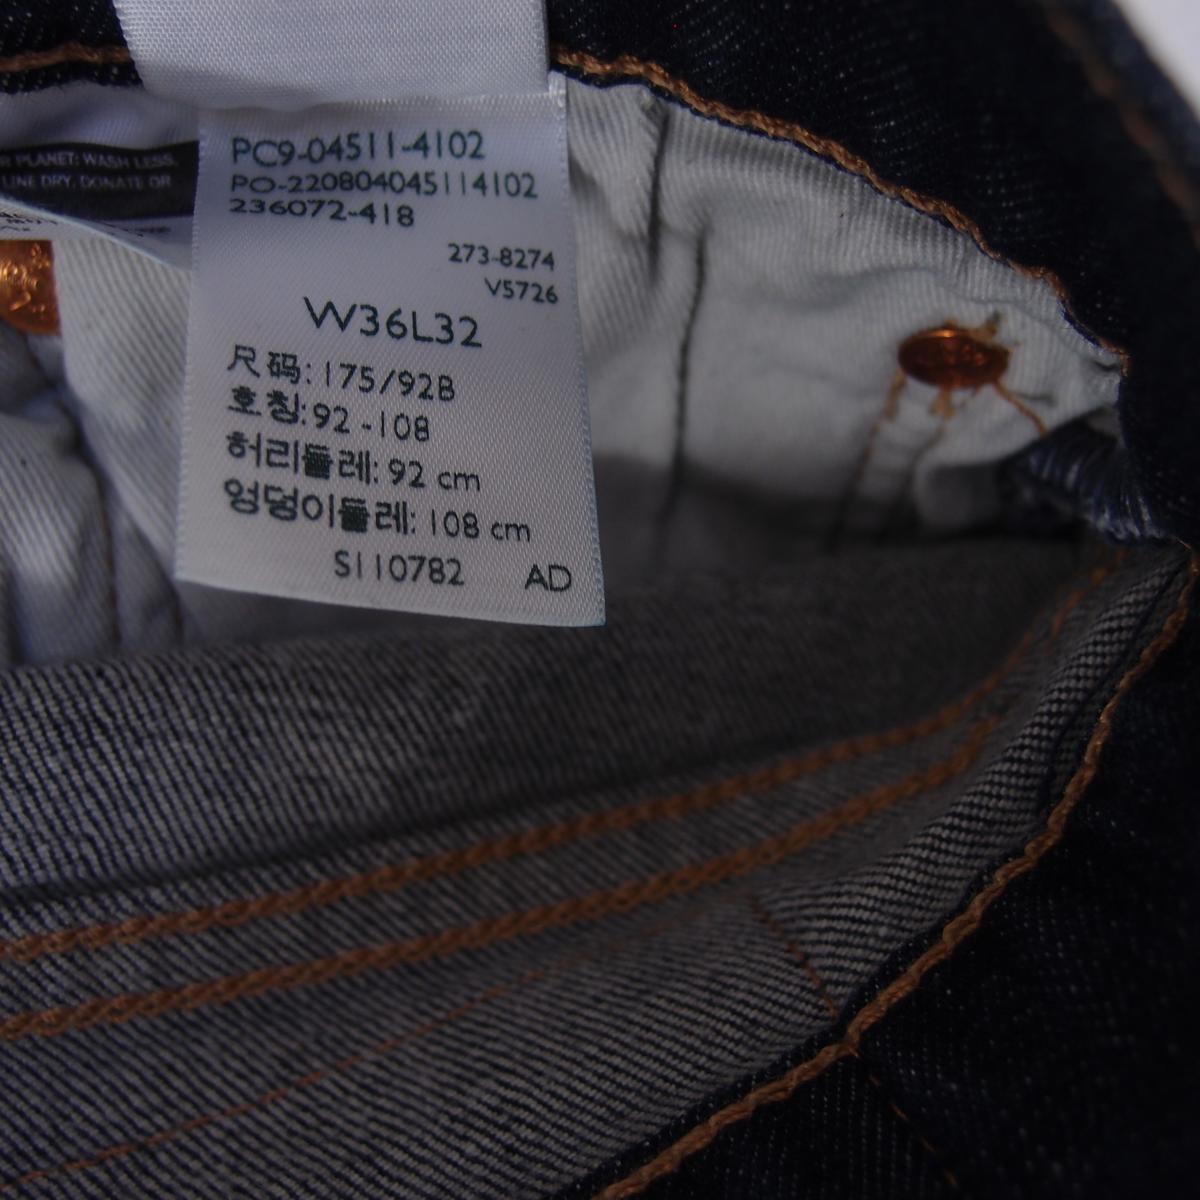 R PLANET: WASH LESS,
LINE DRY, DONATE OR
PC9-04511-4102
PO-220804045114102
236072-418
273-8274
V5726
W36L32
尺码: 175/92B
호칭: 92 -108
허리둘레: 92 cm
엉덩이둘레: 108 cm
S110782 AD